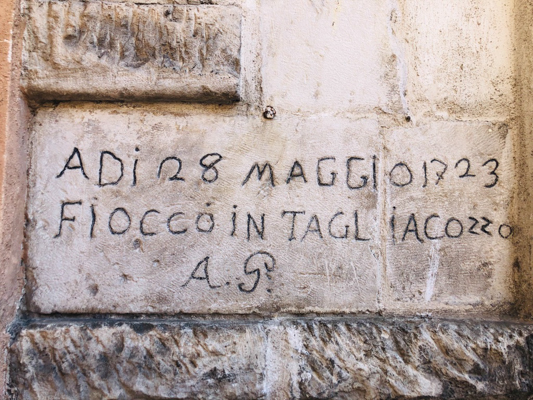 ADi 28 MAGGIO 1723
FiOCCÒ iN TAGLiACOZZO
A. G.